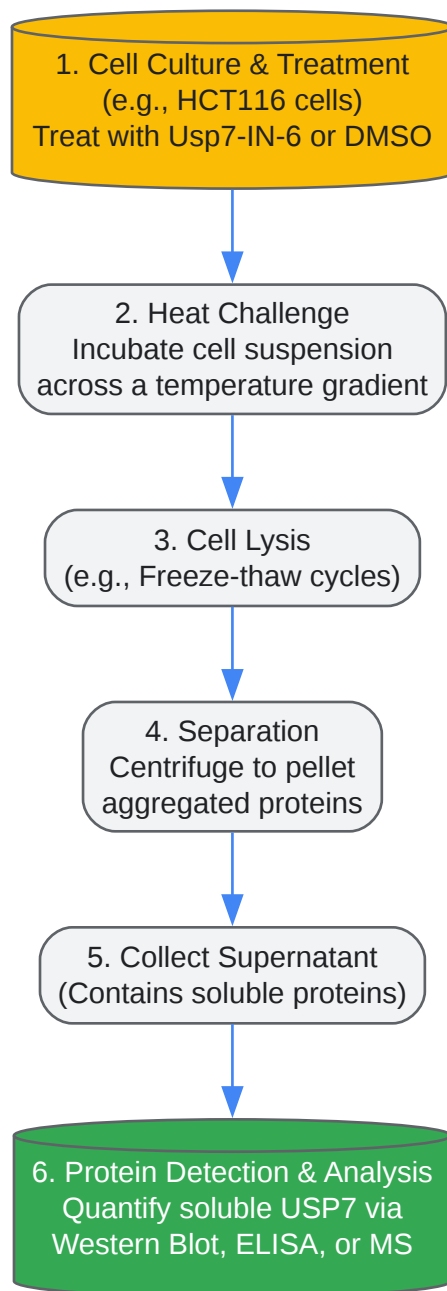 1. Cell Culture & Treatment
(e.g., HCT116 cells)
Treat with Usp7-IN-6 or DMSO
2. Heat Challenge
Incubate cell suspension
across a temperature gradient
3. Cell Lysis
(e.g., Freeze-thaw cycles)
4. Separation
Centrifuge to pellet
aggregated proteins
5. Collect Supernatant
(Contains soluble proteins)
6. Protein Detection & Analysis
Quantify soluble USP7 via
Western Blot, ELISA, or MS